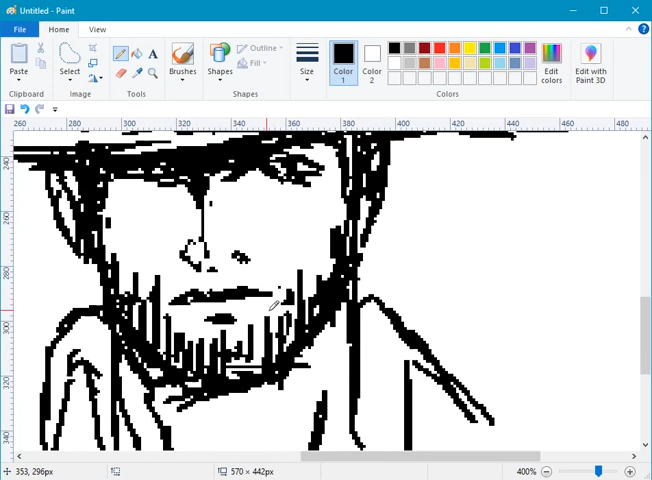 Untitled - Paint
File Home View
Paste Select Brushes Shapes Outline Fill Size Color 1 Color 2 Edit colors Edit with Paint 3D
Clipboard Image Tools Shapes Colors
260 280 300 320 340 360 380 400 420 440 460 480
240
260
280
300
320
340
353, 296px 570 × 442px 400%